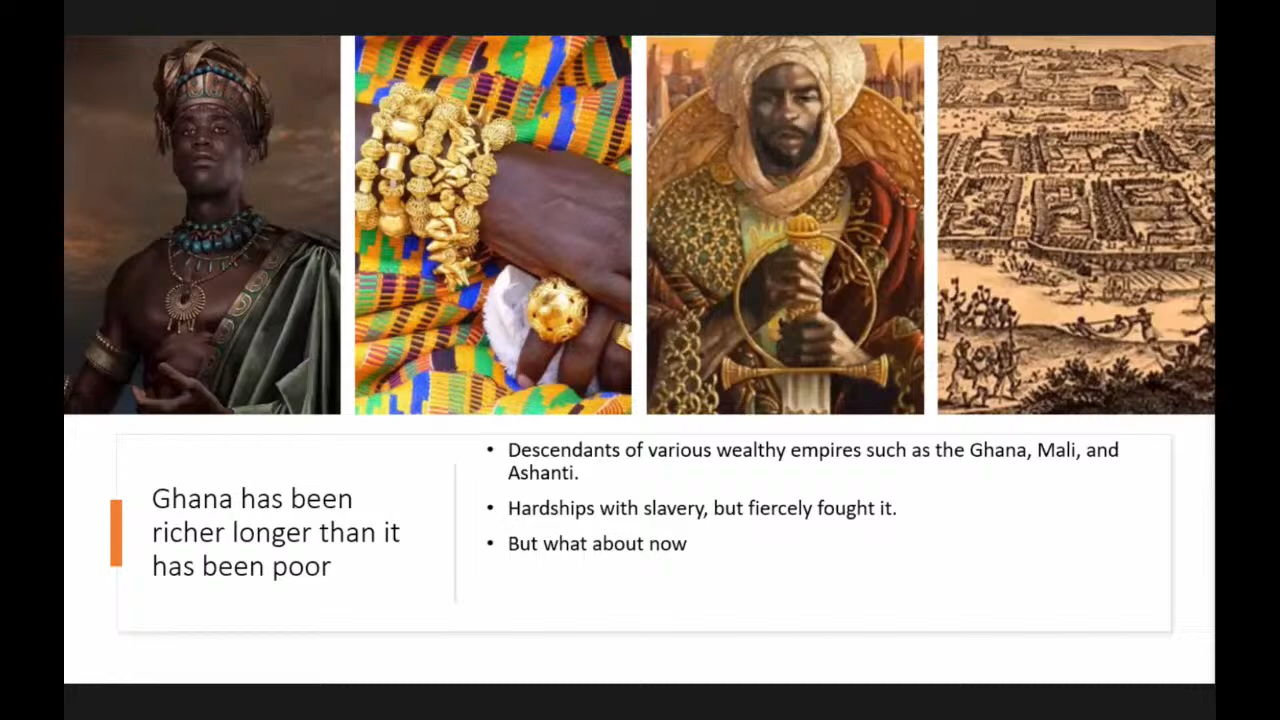 Ghana has been
richer longer than it
has been poor
• Descendants of various wealthy empires such as the Ghana, Mali, and
Ashanti.
• Hardships with slavery, but fiercely fought it.
• But what about now